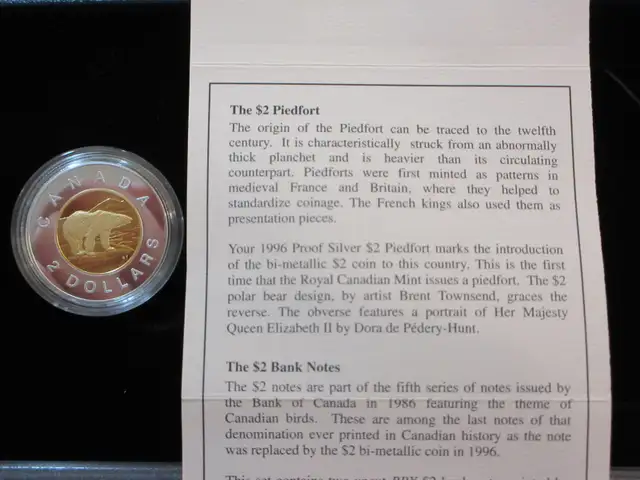 CANADA
2 DOLLARS
The $2 Piedfort
The origin of the Piedfort can be traced to the twelfth
century. It is characteristically struck from an abnormally
thick planchet and is heavier than its circulating
counterpart. Piedforts were first minted as patterns in
medieval France and Britain, where they helped to
standardize coinage. The French kings also used them as
presentation pieces.
Your 1996 Proof Silver $2 Piedfort marks the introduction
of the bi-metallic $2 coin to this country. This is the first
time that the Royal Canadian Mint issues a piedfort. The $2
polar bear design, by artist Brent Townsend, graces the
reverse. The obverse features a portrait of Her Majesty
Queen Elizabeth II by Dora de Pédery-Hunt.
The $2 Bank Notes
The $2 notes are part of the fifth series of notes issued by
the Bank of Canada in 1986 featuring the theme of
Canadian birds. These are among the last notes of that
denomination ever printed in Canadian history as the note
was replaced by the $2 bi-metallic coin in 1996.
This set contains two